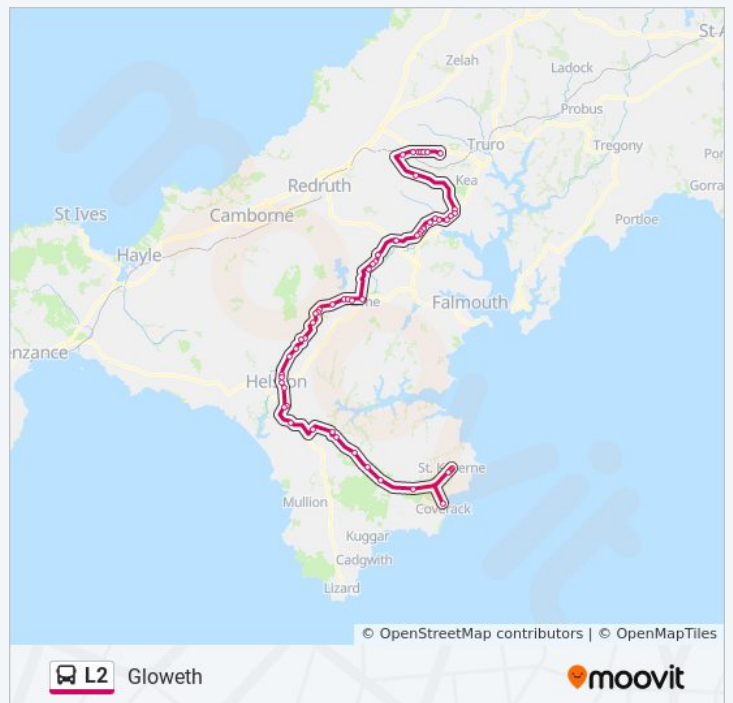 St A
Zelah
Ladock
Probus
Truro
Tregony
Kea
Por
Redruth
Gorra
St Ives
Camborne
Portloe
Hayle
Falmouth
ne
enzance
Helston
St. Keverne
Mullion
Coverack
Kuggar
Cadgwith
Lizard
© OpenStreetMap contributors | © OpenMapTiles
L2 Gloweth moovit